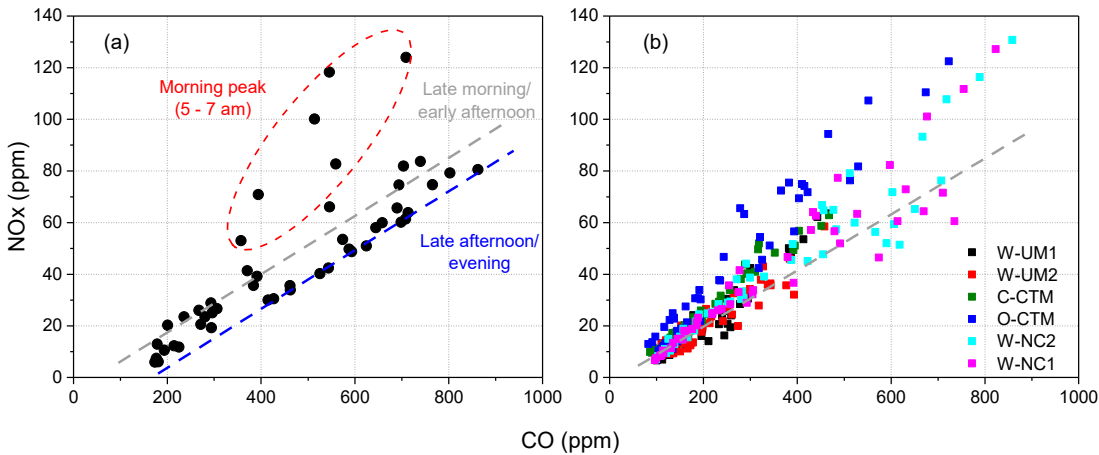 (a)
Morning peak
(5 - 7 am)
Late morning/
early afternoon
Late afternoon/
evening
NOx (ppm)
140
120
100
80
60
40
20
0
0
200
400
600
800
1000
(b)
140
120
100
80
60
40
20
0
0
200
400
600
800
1000
W-UM1
W-UM2
C-CTM
O-CTM
W-NC2
W-NC1
CO (ppm)